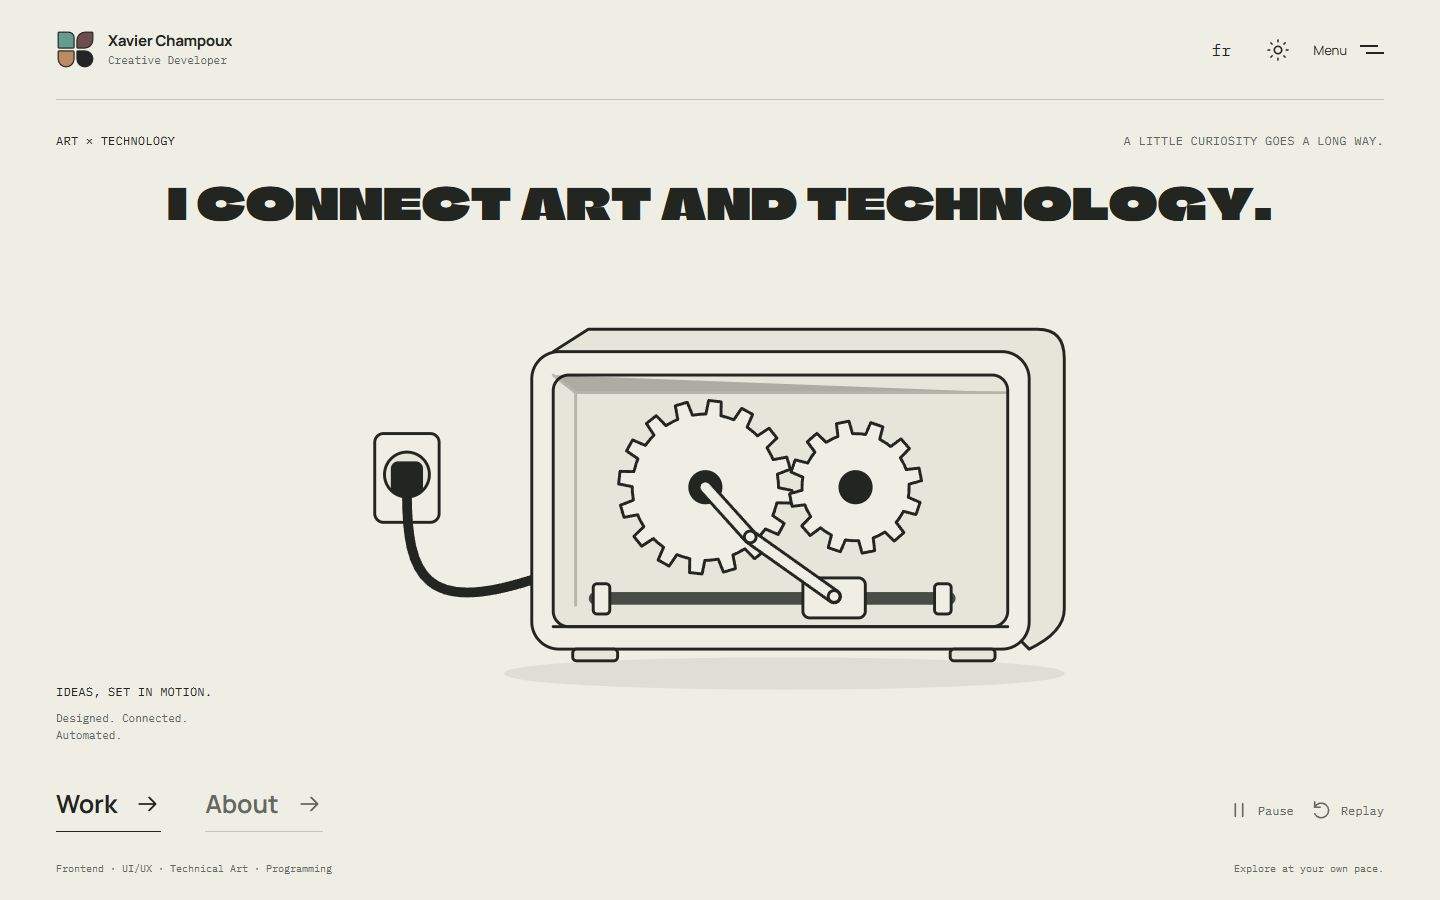 Xavier Champoux
Creative Developer
fr
Menu
ART × TECHNOLOGY
A LITTLE CURIOSITY GOES A LONG WAY.
I CONNECT ART AND TECHNOLOGY.
IDEAS, SET IN MOTION.
Designed. Connected.
Automated.
Work →
About →
Pause
Replay
Frontend · UI/UX · Technical Art · Programming
Explore at your own pace.